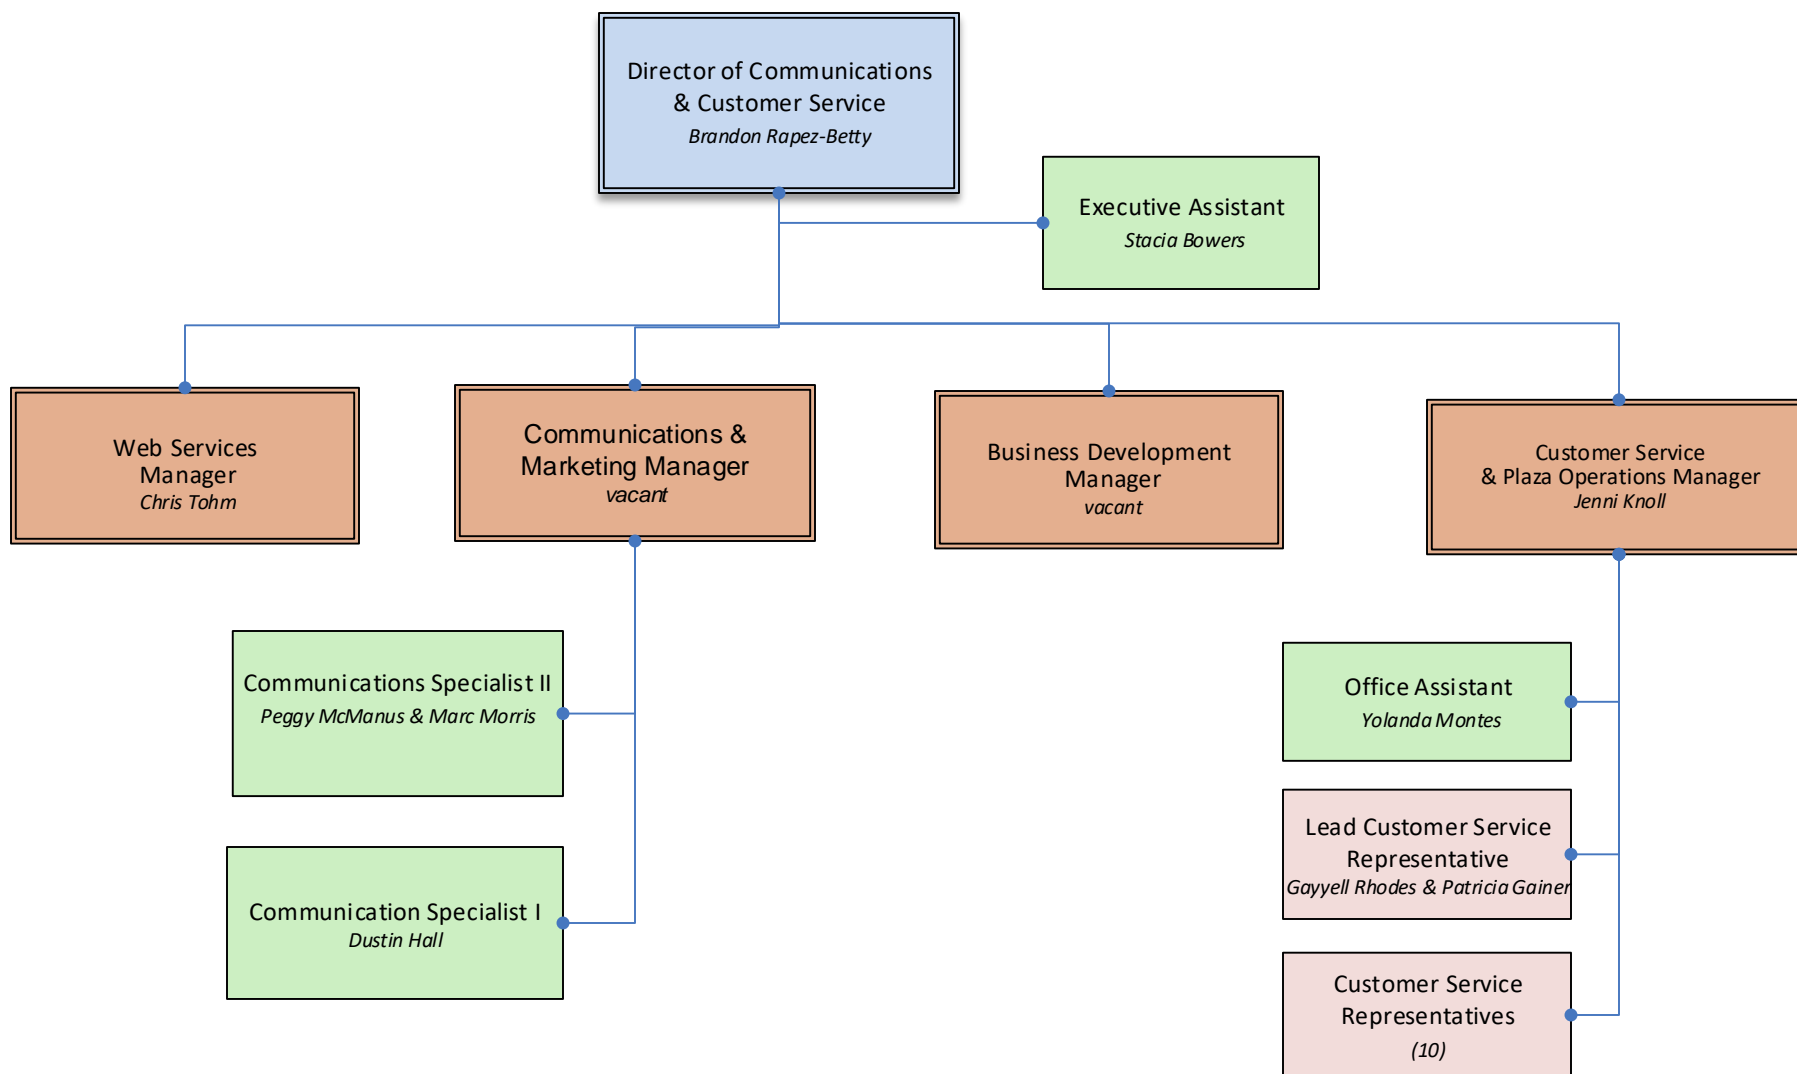 Director of Communications
& Customer Service
Brandon Rapez-Betty
Executive Assistant
Stacia Bowers
Web Services
Manager
Chris Tohm
Communications &
Marketing Manager
vacant
Business Development
Manager
vacant
Customer Service
& Plaza Operations Manager
Jenni Knoll
Communications Specialist II
Peggy McManus & Marc Morris
Communication Specialist I
Dustin Hall
Office Assistant
Yolanda Montes
Lead Customer Service
Representative
Gayyell Rhodes & Patricia Gainer
Customer Service
Representatives
(10)